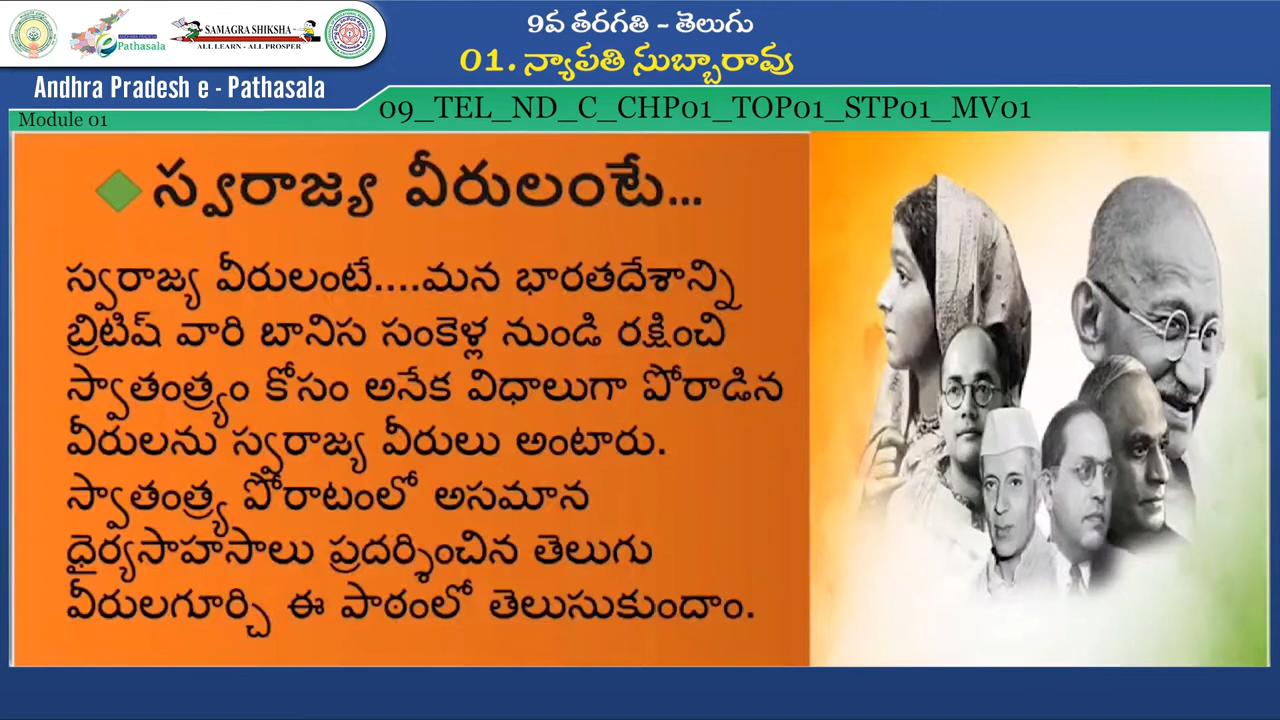 Pathasala
SAMAGRA SHIKSHA
ALL LEARN - ALL PROSPER
Andhra Pradesh e - Pathasala
9వ తరగతి - తెలుగు
01. న్యాపతి సుబ్బారావు
Module 01
09_TEL_ND_C_CHP01_TOP01_STP01_MV01
స్వరాజ్య వీరులంటే...
స్వరాజ్య వీరులంటే....మన భారతదేశాన్ని
బ్రిటిష్ వారి బానిస సంకెళ్ల నుండి రక్షించి
స్వాతంత్ర్యం కోసం అనేక విధాలుగా పోరాడిన
వీరులను స్వరాజ్య వీరులు అంటారు.
స్వాతంత్ర్య పోరాటంలో అసమాన
ధైర్యసాహసాలు ప్రదర్శించిన తెలుగు
వీరులగూర్చి ఈ పాఠంలో తెలుసుకుందాం.